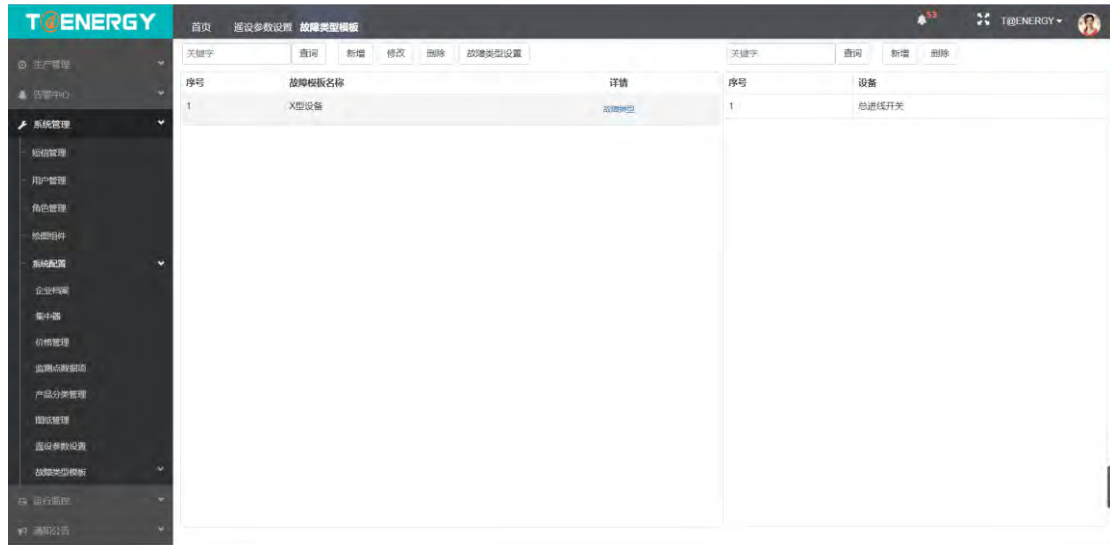 T@ENERGY
首页 遥设参数设置 故障类型模板
53
T@ENERGY
生产管理
告警中心
系统管理
短信管理
用户管理
角色管理
绘图组件
系统配置
企业档案
集中器
价格管理
监测点数据项
产品分类管理
图纸管理
遥设参数设置
故障类型模板
运行监控
通知公告
关键字 查询 新增 修改 删除 故障类型设置
序号 故障模板名称 详情
1 X型设备 故障类型
关键字 查询 新增 删除
序号 设备
1 总进线开关